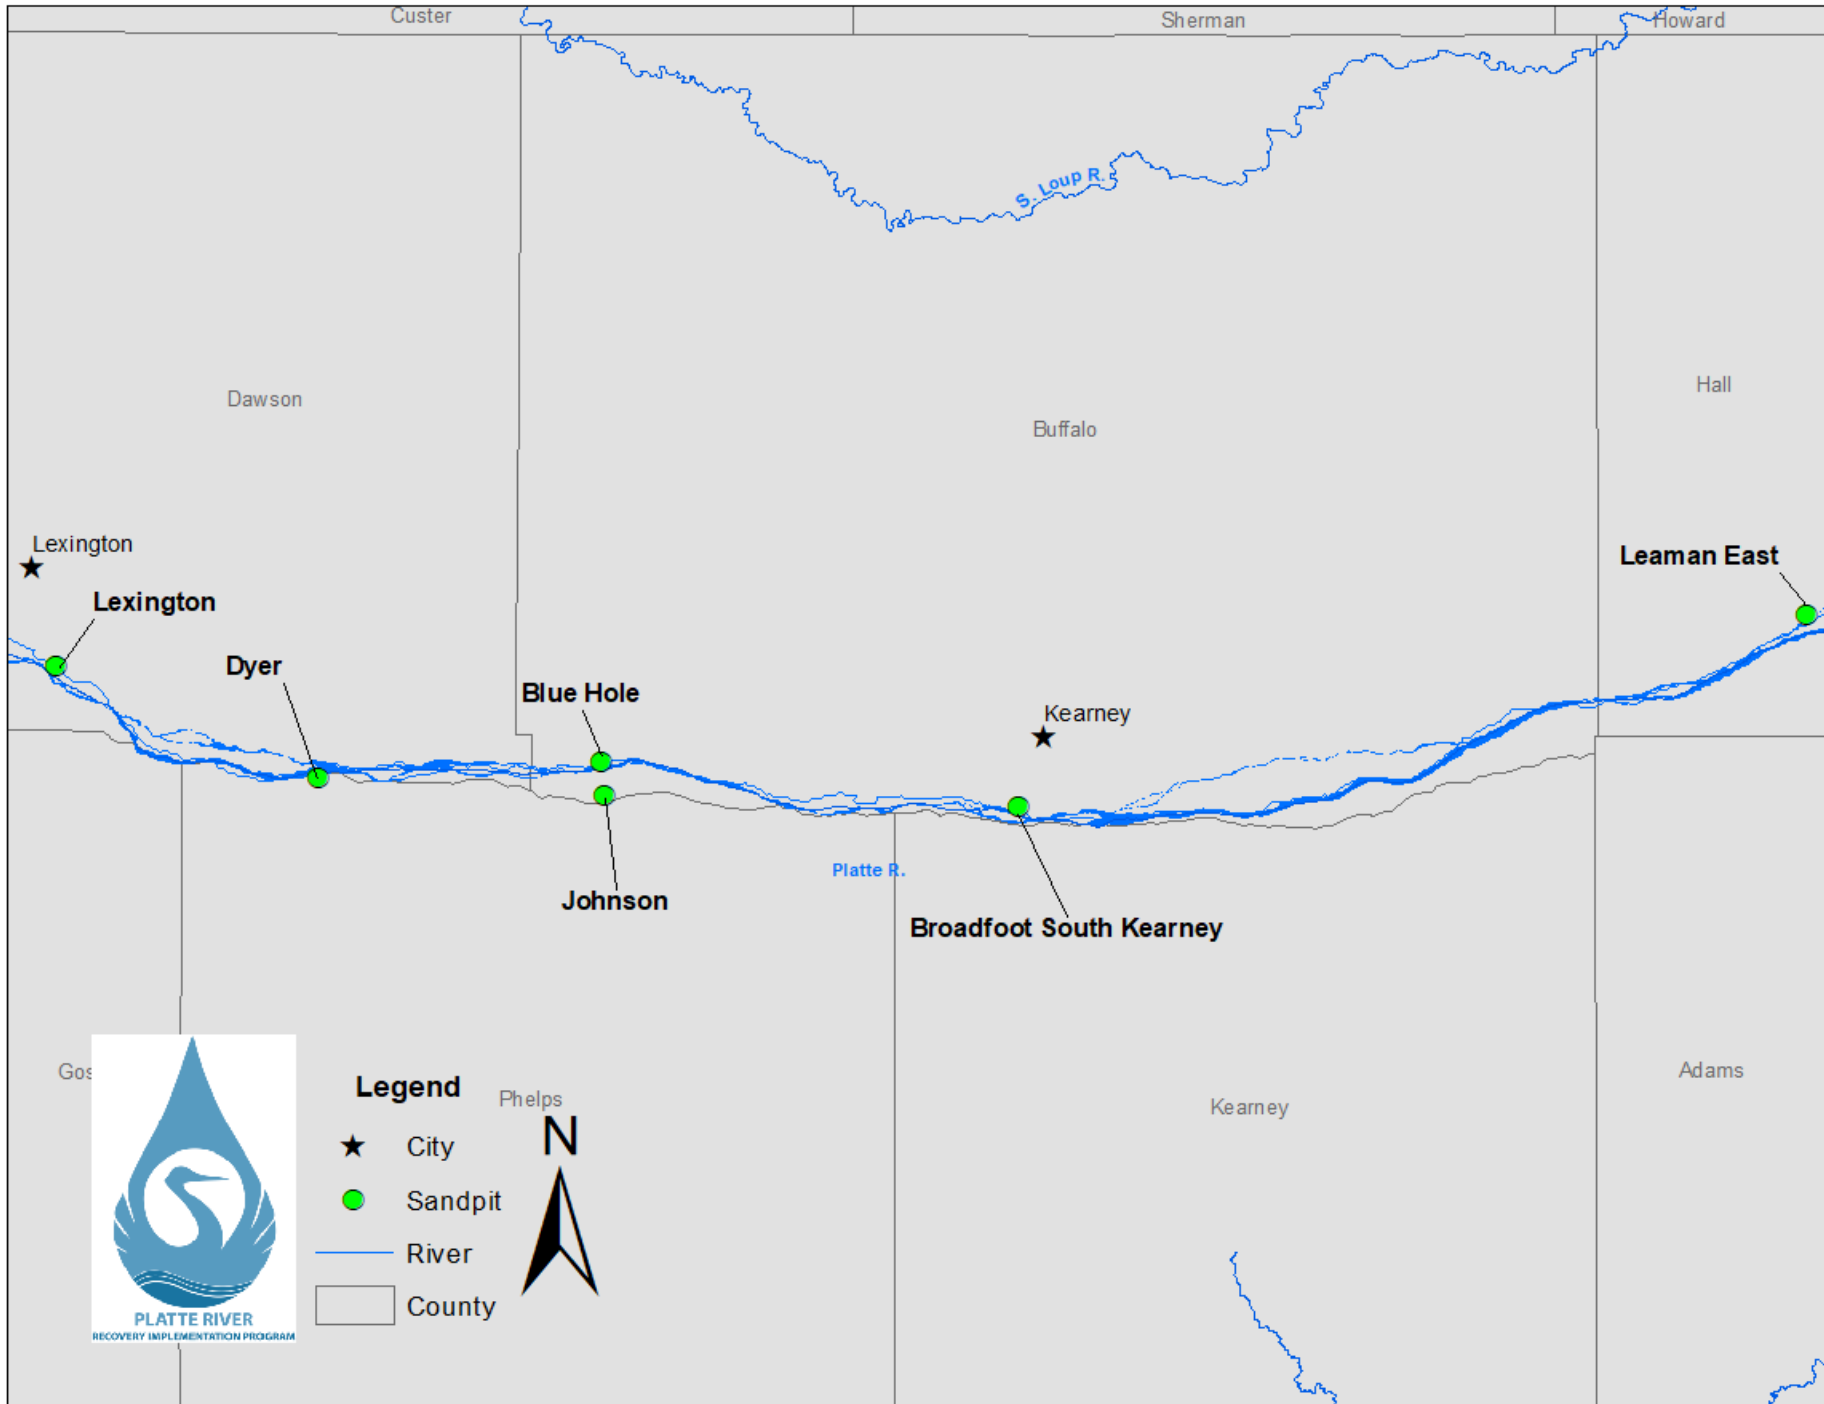 Custer
Sherman
Howard
S. Loup R.
Dawson
Hall
Buffalo
Lexington
Leaman East
Lexington
Dyer
Blue Hole
Kearney
Platte R.
Johnson
Broadfoot South Kearney
Gos
Legend
Phelps
Adams
Kearney
N
City
Sandpit
River
County
PLATTE RIVER
RECOVERY IMPLEMENTATION PROGRAM